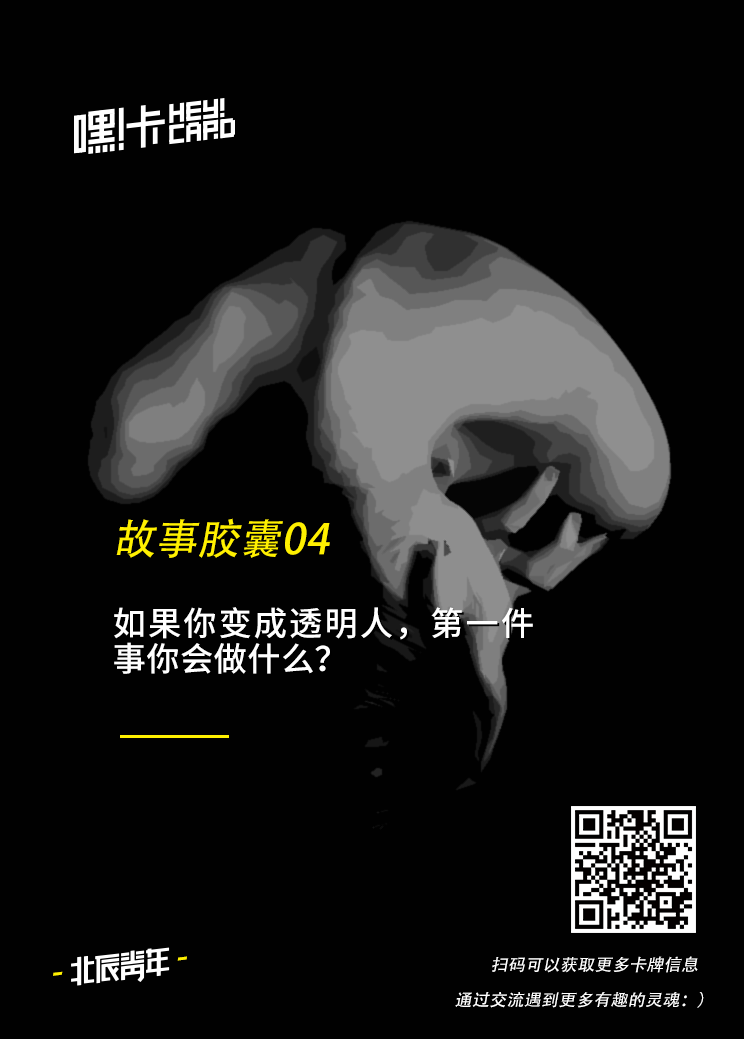 嘿!卡 HEY! CARD
故事胶囊04
如果你变成透明人，第一件
事你会做什么？
扫码可以获取更多卡牌信息
-北辰青年-
通过交流遇到更多有趣的灵魂：）